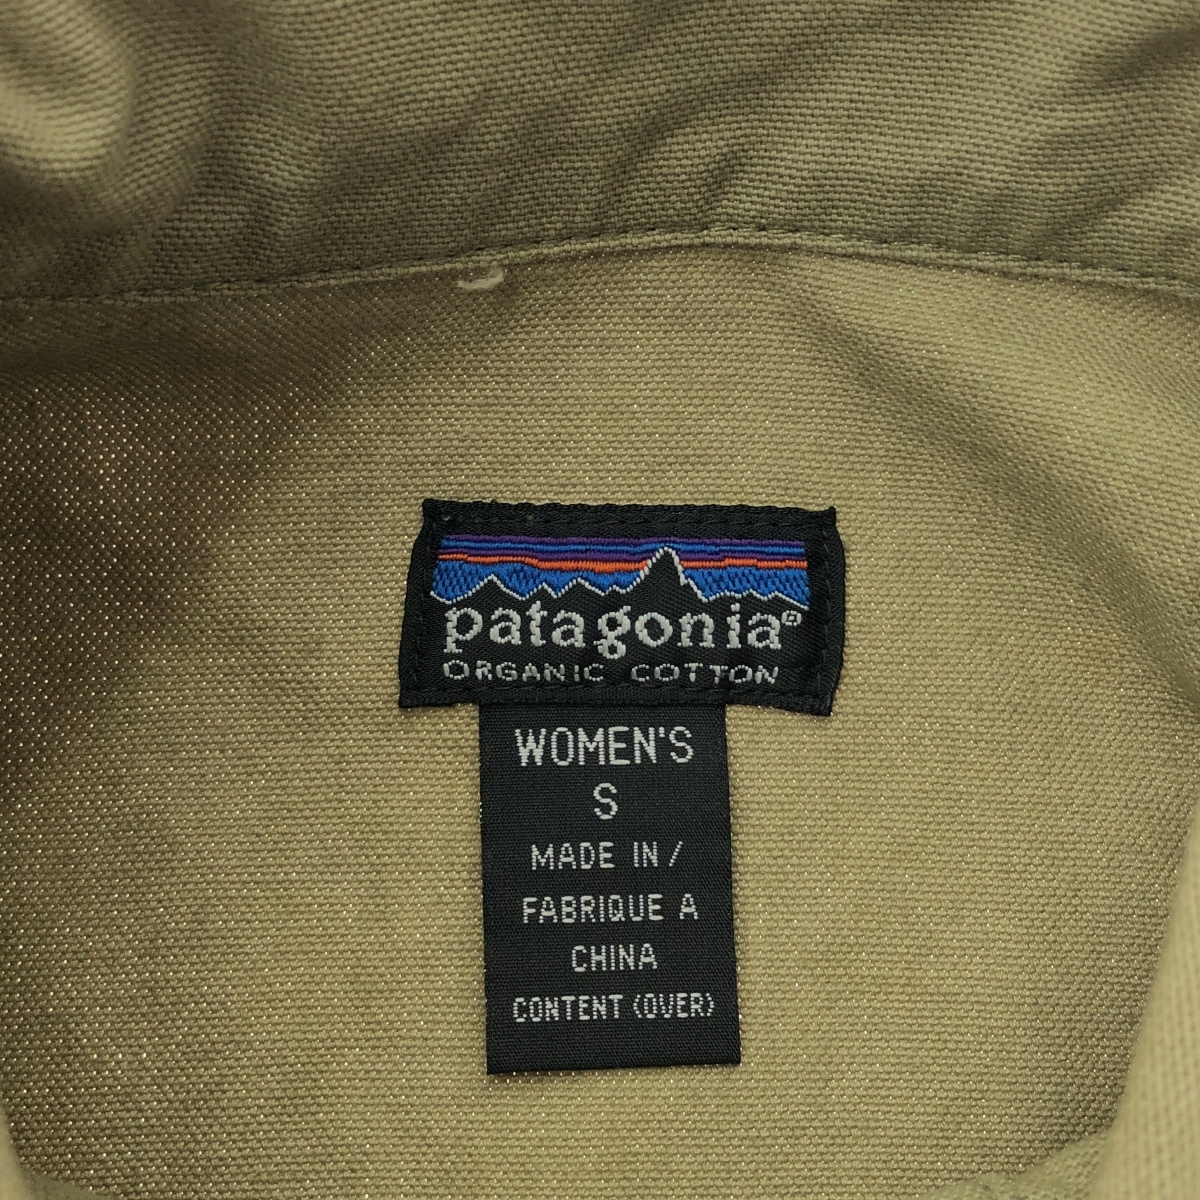 patagonia®
ORGANIC COTTON
WOMEN'S
S
MADE IN /
FABRIQUE A
CHINA
CONTENT (OVER)